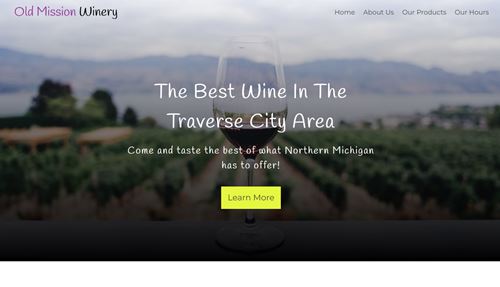 Old Mission Winery
Home About Us Our Products Our Hours
The Best Wine In The
Traverse City Area
Come and taste the best of what Northern Michigan
has to offer!
Learn More